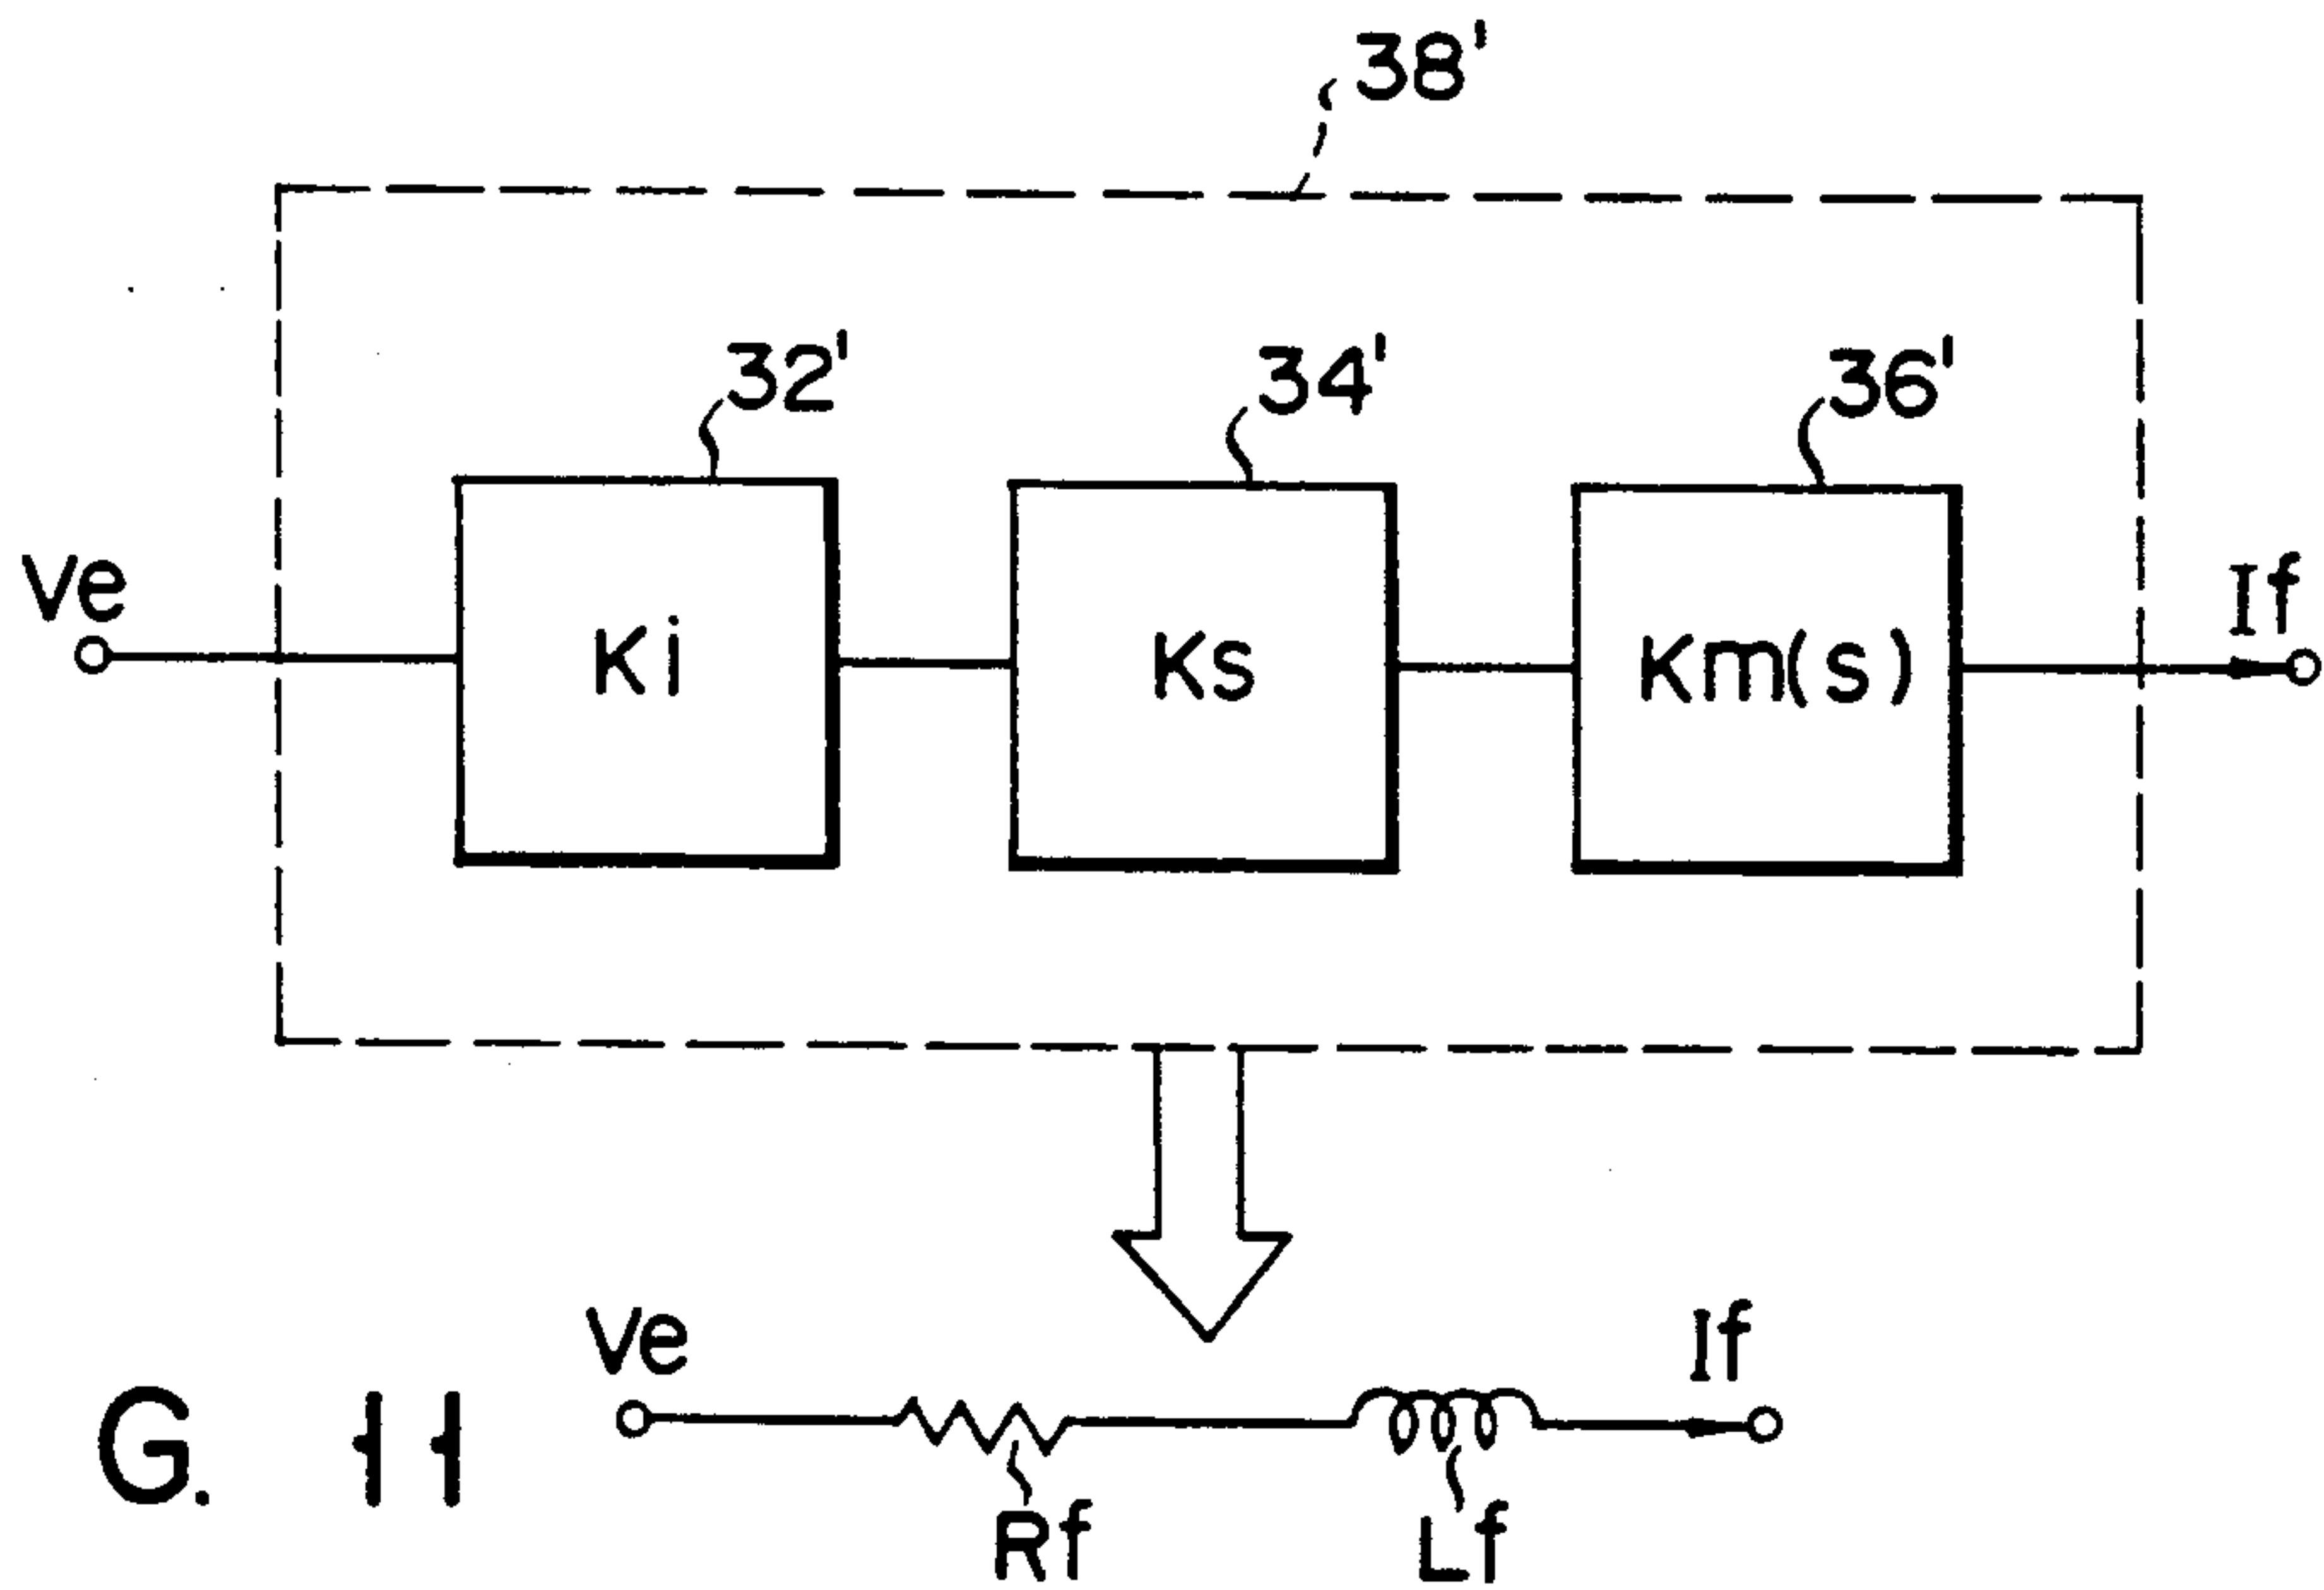 38'
32' 34' 36'
Ve Ki Ks Km(s) If
Ve If
G. 11
Rf Lf